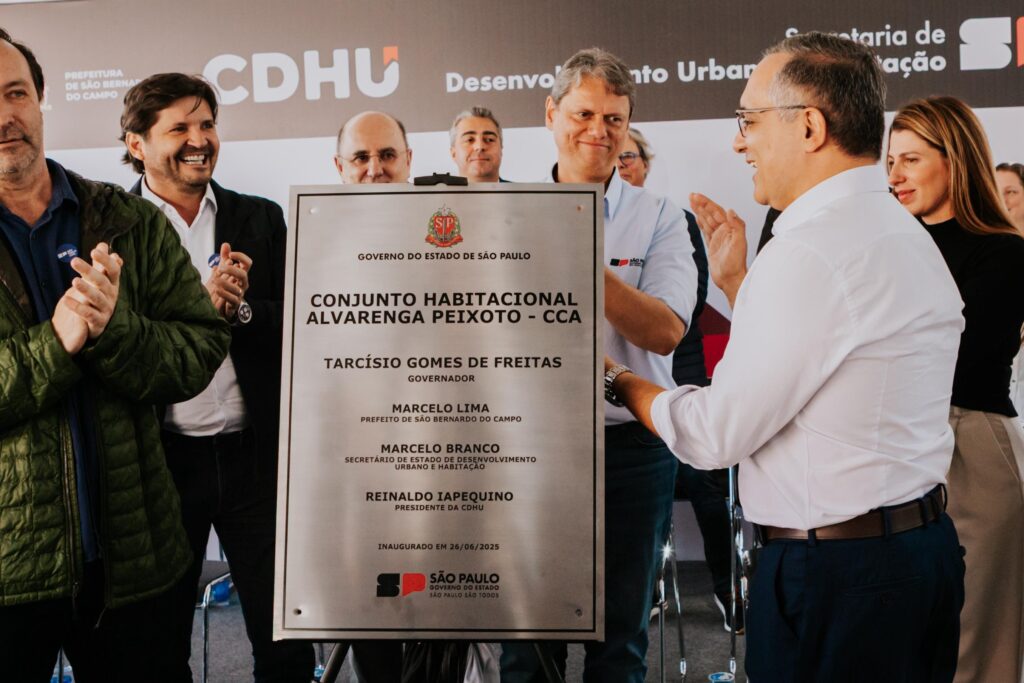 PREFEITURA
DE SÃO BERNARDO
DO CAMPO
CDHU
Secretaria de
Desenvolvimento Urbano
SP
GOVERNO DO ESTADO DE SÃO PAULO
CONJUNTO HABITACIONAL
ALVARENGA PEIXOTO - CCA
TARCÍSIO GOMES DE FREITAS
GOVERNADOR
MARCELO LIMA
PREFEITO DE SÃO BERNARDO DO CAMPO
MARCELO BRANCO
SECRETÁRIO DE ESTADO DE DESENVOLVIMENTO
URBANO E HABITAÇÃO
REINALDO IAPEQUINO
PRESIDENTE DA CDHU
INAUGURADO EM 26/06/2025
SP SÃO PAULO
GOVERNO DO ESTADO
SÃO PAULO SÃO TODOS